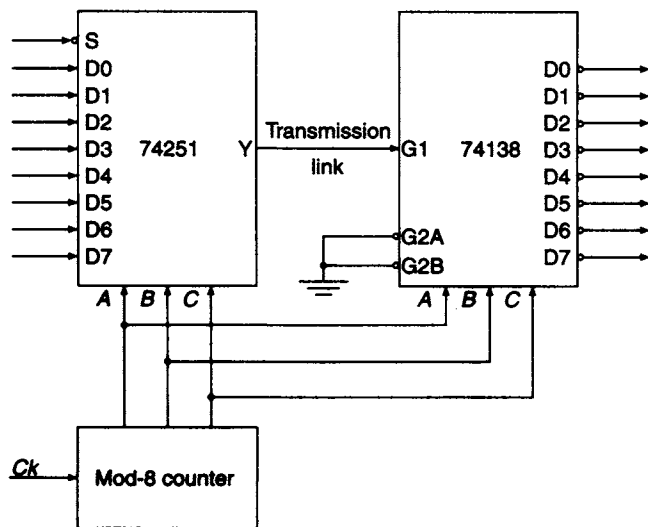 S
D0
D1
D2
D3
D4
D5
D6
D7
74251
Y
A B C
Transmission
link
G1
74138
G2A
G2B
D0
D1
D2
D3
D4
D5
D6
D7
A B C
Ck
Mod-8 counter